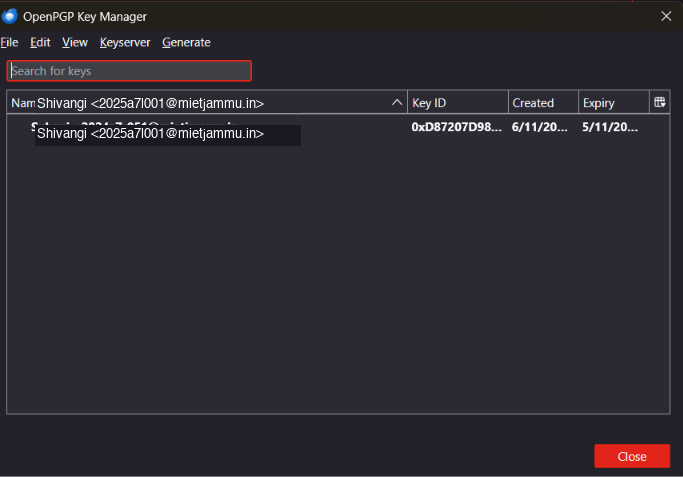 OpenPGP Key Manager
File Edit View Keyserver Generate
Search for keys
Nam Shivangi <2025a7l001@mietjammu.in> Key ID Created Expiry
Shivangi <2025a7l001@mietjammu.in> 0xD87207D98... 6/11/20... 5/11/20...
Close